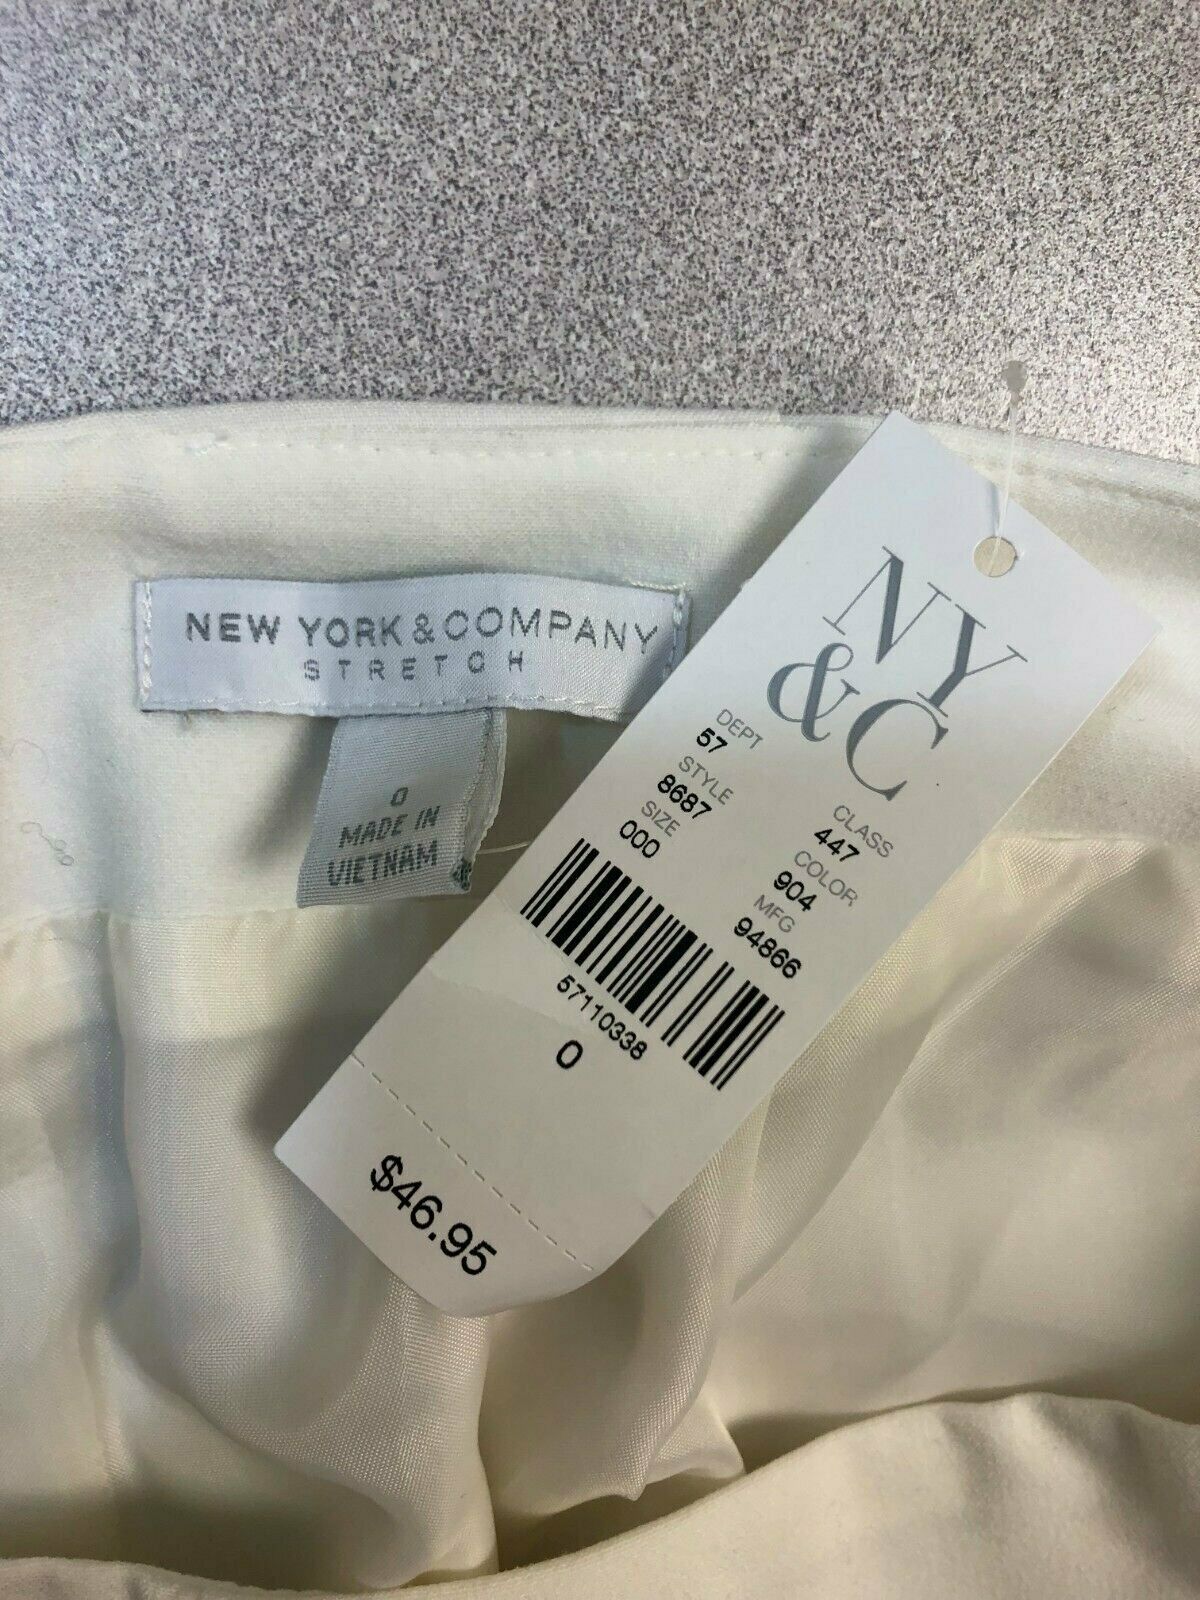 NEW YORK & COMPANY
STRETCH
0
MADE IN
VIETNAM
NY
&C
DEPT
57
CLASS
447
STYLE
8687
COLOR
904
SIZE
000
MFG
94866
57110338
0
$46.95